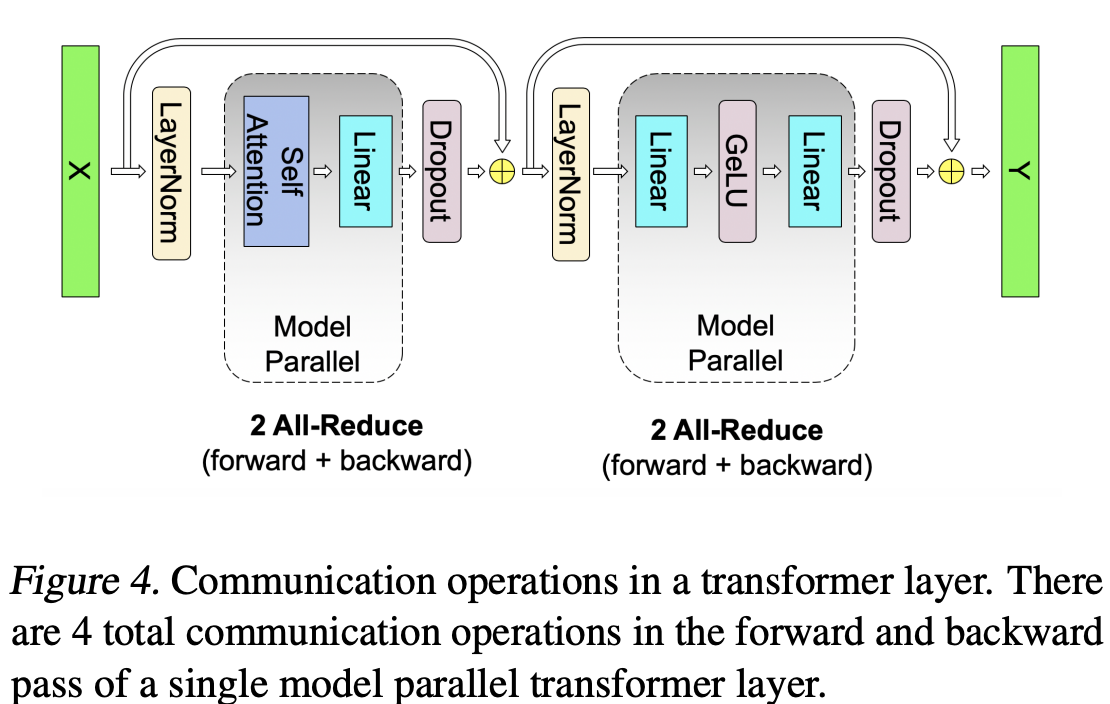 X
LayerNorm
Self
Attention
Linear
Dropout
LayerNorm
Linear
GeLU
Linear
Dropout
Y
Model
Parallel
Model
Parallel
2 All-Reduce
(forward + backward)
2 All-Reduce
(forward + backward)
Figure 4. Communication operations in a transformer layer. There
are 4 total communication operations in the forward and backward
pass of a single model parallel transformer layer.